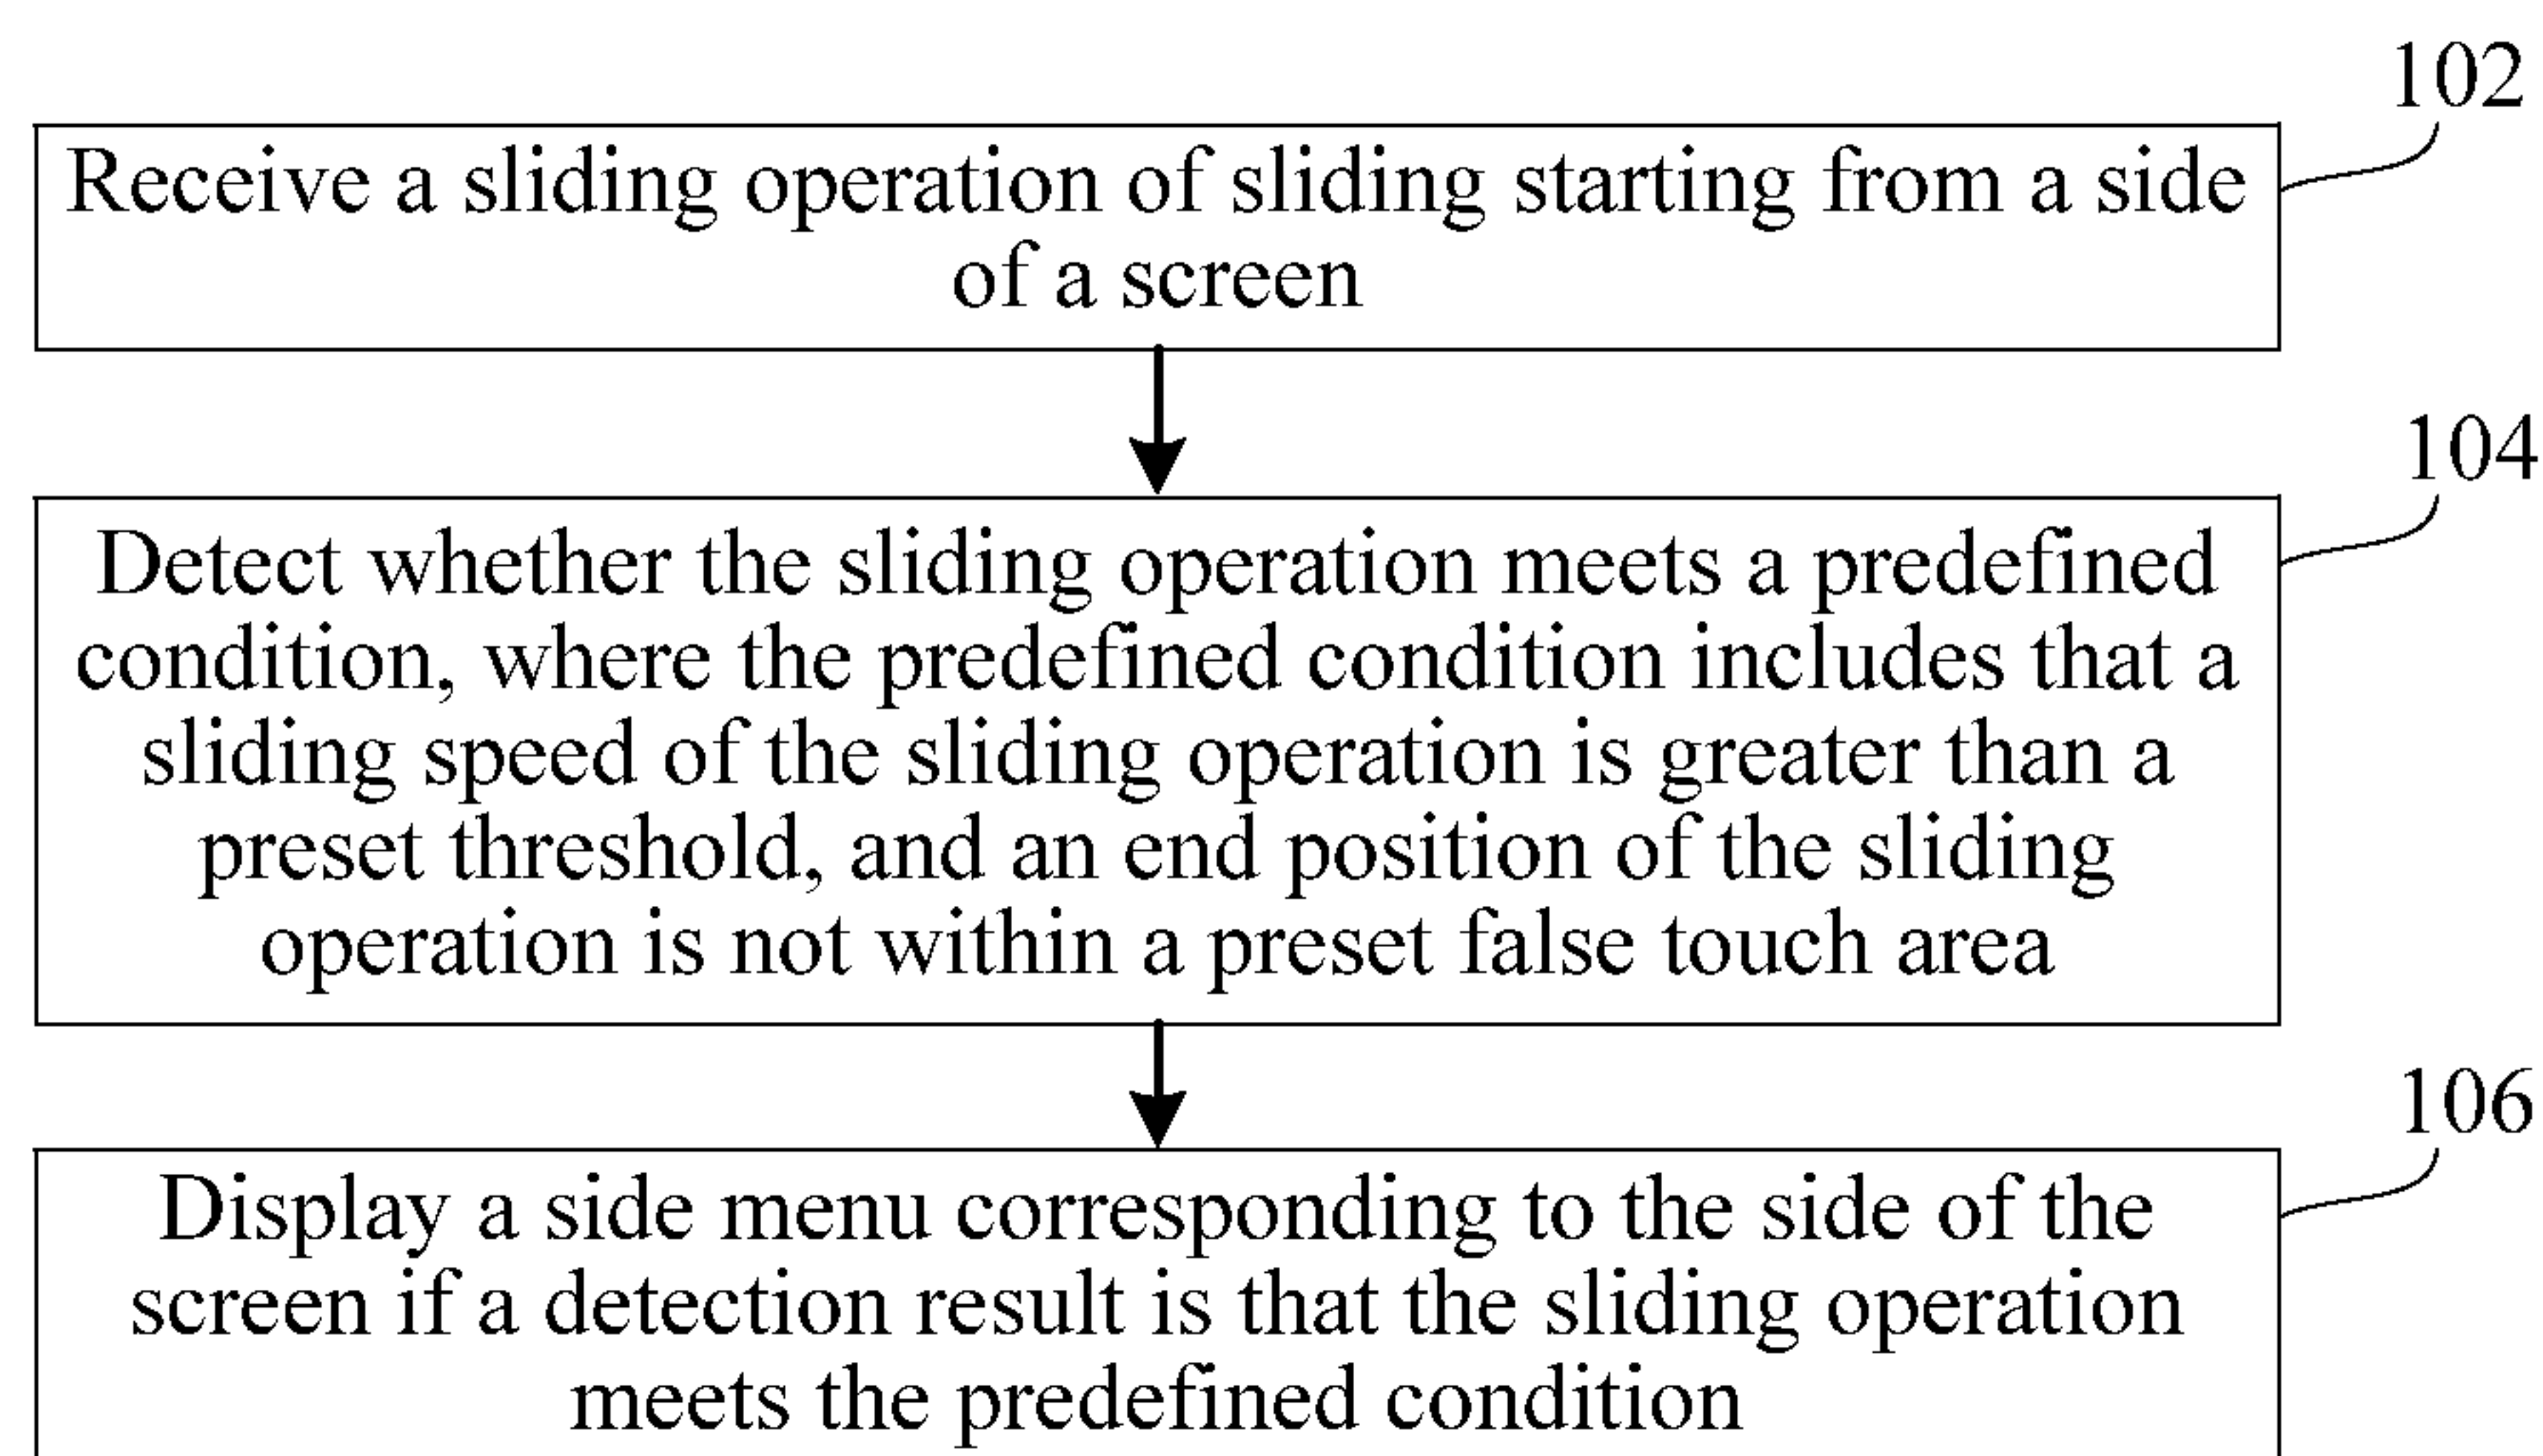 102
Receive a sliding operation of sliding starting from a side
of a screen
104
Detect whether the sliding operation meets a predefined
condition, where the predefined condition includes that a
sliding speed of the sliding operation is greater than a
preset threshold, and an end position of the sliding
operation is not within a preset false touch area
106
Display a side menu corresponding to the side of the
screen if a detection result is that the sliding operation
meets the predefined condition